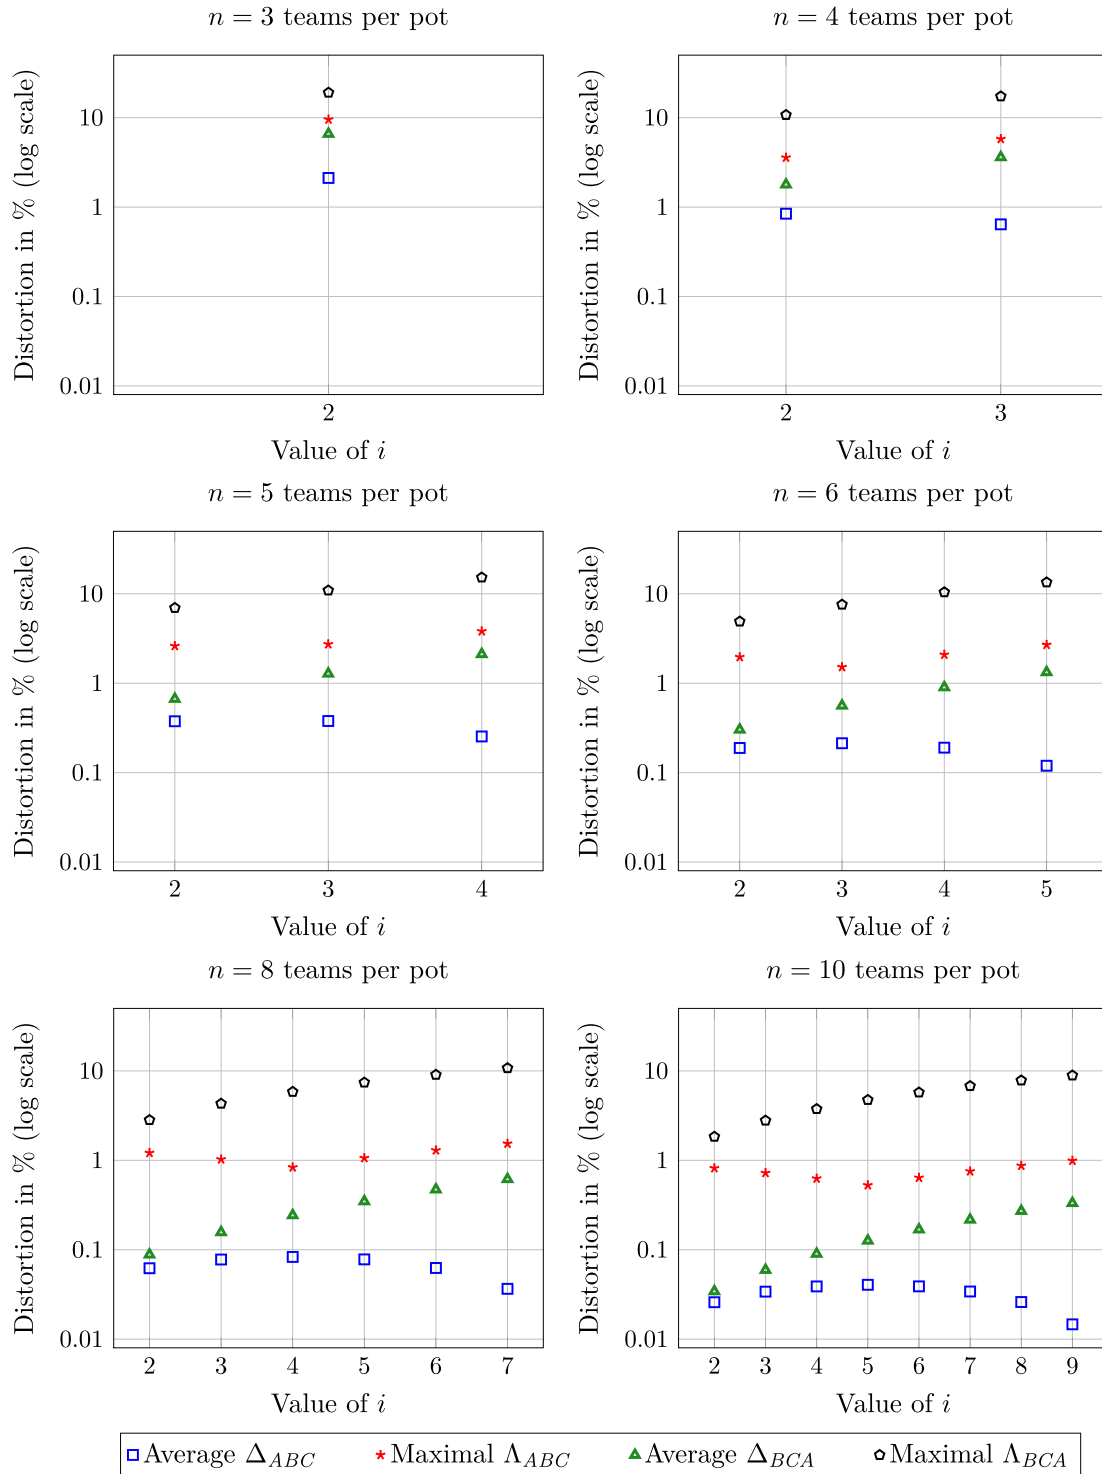 n = 3 teams per pot
Distortion in % (log scale)
10
1
0.1
0.01
2
Value of i
n = 4 teams per pot
Distortion in % (log scale)
10
1
0.1
0.01
2 3
Value of i
n = 5 teams per pot
Distortion in % (log scale)
10
1
0.1
0.01
2 3 4
Value of i
n = 6 teams per pot
Distortion in % (log scale)
10
1
0.1
0.01
2 3 4 5
Value of i
n = 8 teams per pot
Distortion in % (log scale)
10
1
0.1
0.01
2 3 4 5 6 7
Value of i
n = 10 teams per pot
Distortion in % (log scale)
10
1
0.1
0.01
2 3 4 5 6 7 8 9
Value of i
Average Δ_ABC Maximal Λ_ABC Average Δ_BCA Maximal Λ_BCA